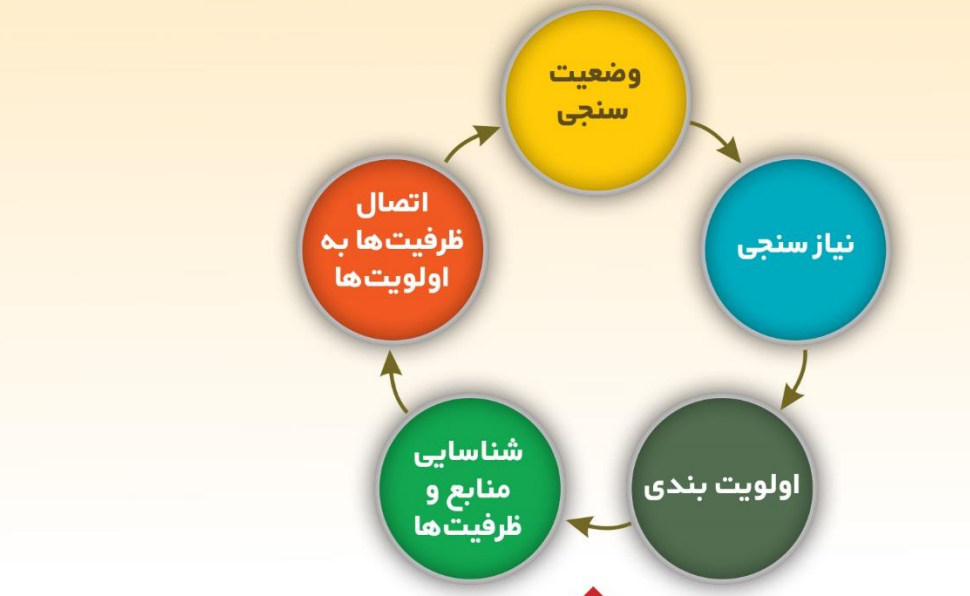 وضعیت
سنجی
نیاز سنجی
اولویت بندی
شناسایی
منابع و
ظرفیت‌ها
اتصال
ظرفیت‌ها به
اولویت‌ها